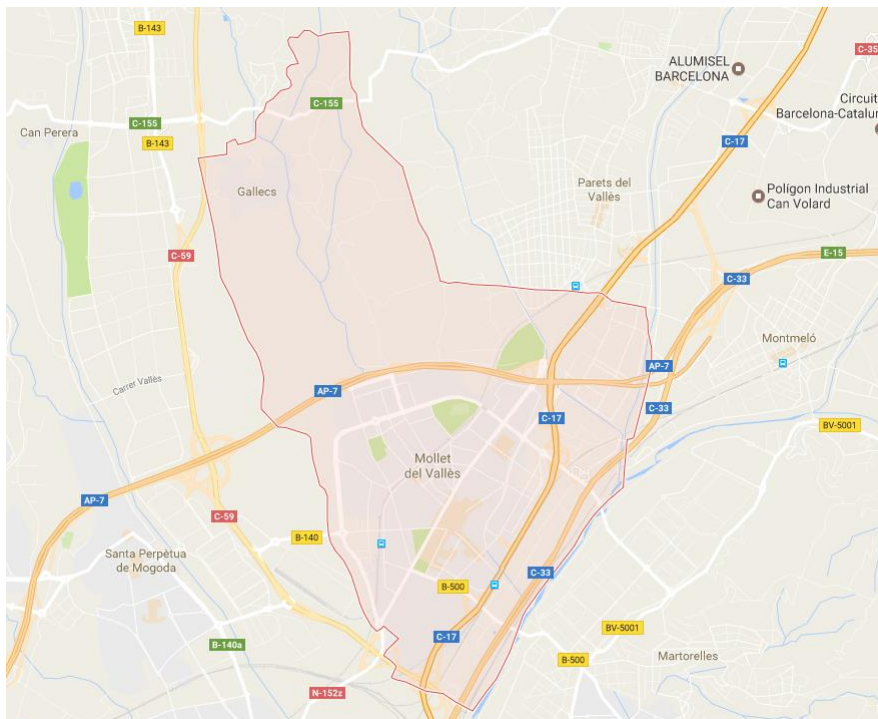 B-143
C-35
ALUMISEL
BARCELONA
Circuit
Barcelona-Catalun
C-155
C-155
Can Perera
B-143
C-17
Gallecs
Parets del
Vallès
Polígon Industrial
Can Volard
C-59
E-15
C-33
Montmeló
AP-7
Carrer Vallès
AP-7
C-33
C-17
BV-5001
Mollet
del Vallès
AP-7
C-59
B-140
Santa Perpètua
de Mogoda
C-33
B-500
BV-5001
C-17
B-140a
Martorelles
B-500
N-152z